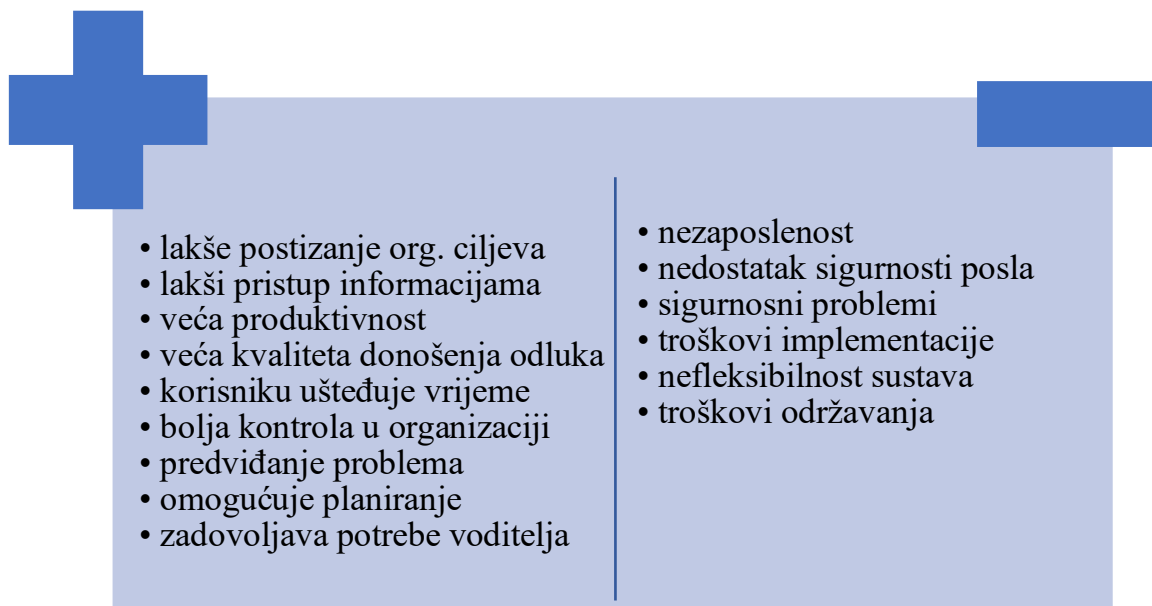 • lakše postizanje org. ciljeva
• lakši pristup informacijama
• veća produktivnost
• veća kvaliteta donošenja odluka
• korisniku ušteđuje vrijeme
• bolja kontrola u organizaciji
• predviđanje problema
• omogućuje planiranje
• zadovoljava potrebe voditelja
• nezaposlenost
• nedostatak sigurnosti posla
• sigurnosni problemi
• troškovi implementacije
• nefleksibilnost sustava
• troškovi održavanja